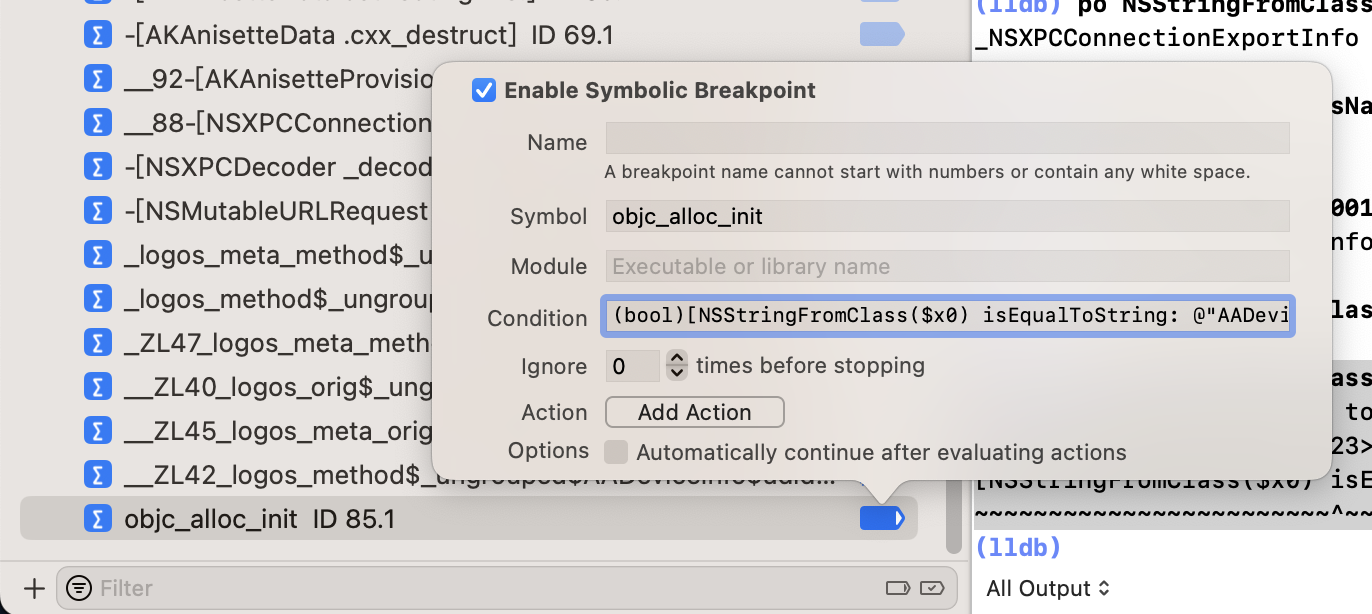 -[AKAnisetteData .cxx_destruct]  ID 69.1
__92-[AKAnisetteProvisio
__88-[NSXPCConnection
-[NSXPCDecoder _decod
-[NSMutableURLRequest
_logos_meta_method$_u
_logos_method$_ungroup
_ZL47_logos_meta_meth
__ZL40_logos_orig$_ung
__ZL45_logos_meta_orig
__ZL42_logos_method$_ungrouped$AADeviceInfo$udid...
objc_alloc_init  ID 85.1
Filter
Enable Symbolic Breakpoint
Name
A breakpoint name cannot start with numbers or contain any white space.
Symbol objc_alloc_init
Module Executable or library name
Condition (bool)[NSStringFromClass($x0) isEqualToString: @"AADevi
Ignore 0 times before stopping
Action Add Action
Options Automatically continue after evaluating actions
(lldb) po NSStringFromClass
_NSXPCConnectionExportInfo
sNa
001
nfo
las
ass
to
23>
[NSStringFromClass($x0) isE
~~~~~~~~~~~~~~~~~~~~~~~~^~~
(lldb)
All Output